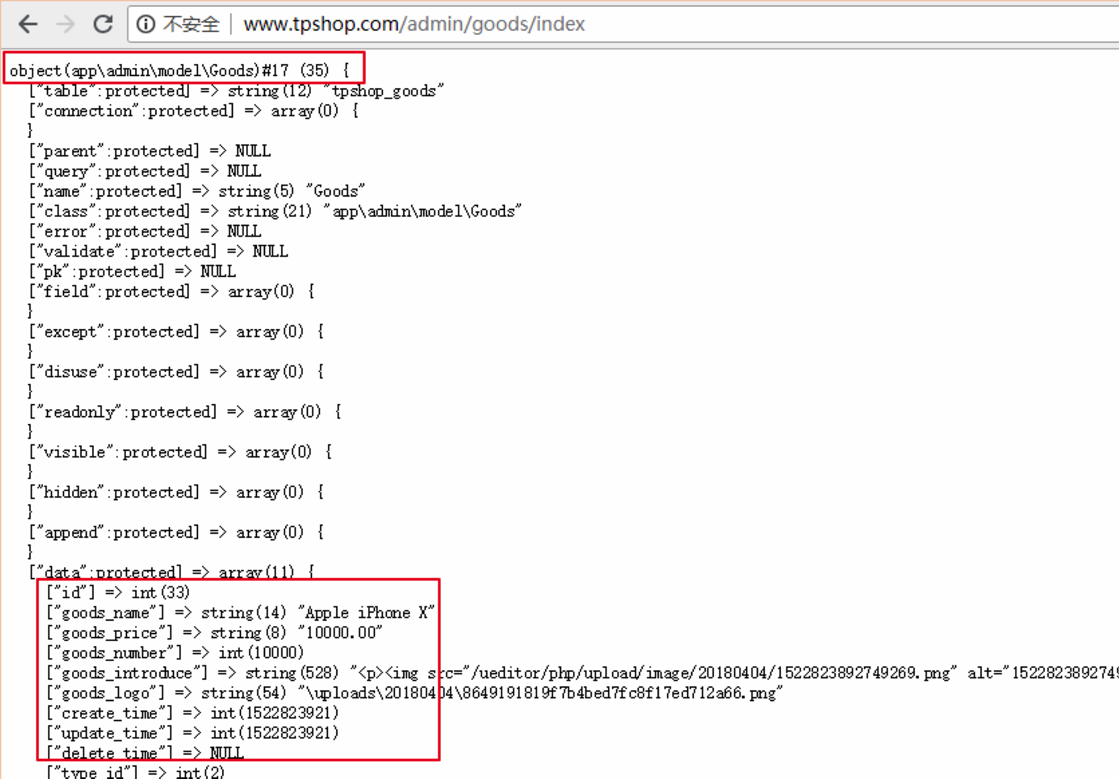 不安全 www.tpshop.com/admin/goods/index
object(app\admin\model\Goods)#17 (35) {
["table":protected] => string(12) "tpshop_goods"
["connection":protected] => array(0) {
}
["parent":protected] => NULL
["query":protected] => NULL
["name":protected] => string(5) "Goods"
["class":protected] => string(21) "app\admin\model\Goods"
["error":protected] => NULL
["validate":protected] => NULL
["pk":protected] => NULL
["field":protected] => array(0) {
}
["except":protected] => array(0) {
}
["disuse":protected] => array(0) {
}
["readonly":protected] => array(0) {
}
["visible":protected] => array(0) {
}
["hidden":protected] => array(0) {
}
["append":protected] => array(0) {
}
["data":protected] => array(11) {
["id"] => int(33)
["goods_name"] => string(14) "Apple iPhone X"
["goods_price"] => string(8) "10000.00"
["goods_number"] => int(10000)
["goods_introduce"] => string(528) "<p><img src="/ueditor/php/upload/image/20180404/1522823892749269.png" alt="152282389274
["goods_logo"] => string(54) "\uploads\20180404\8649191819f7b4bed7fc8f17ed712a66.png"
["create_time"] => int(1522823921)
["update_time"] => int(1522823921)
["delete_time"] => NULL
["type_id"] => int(2)